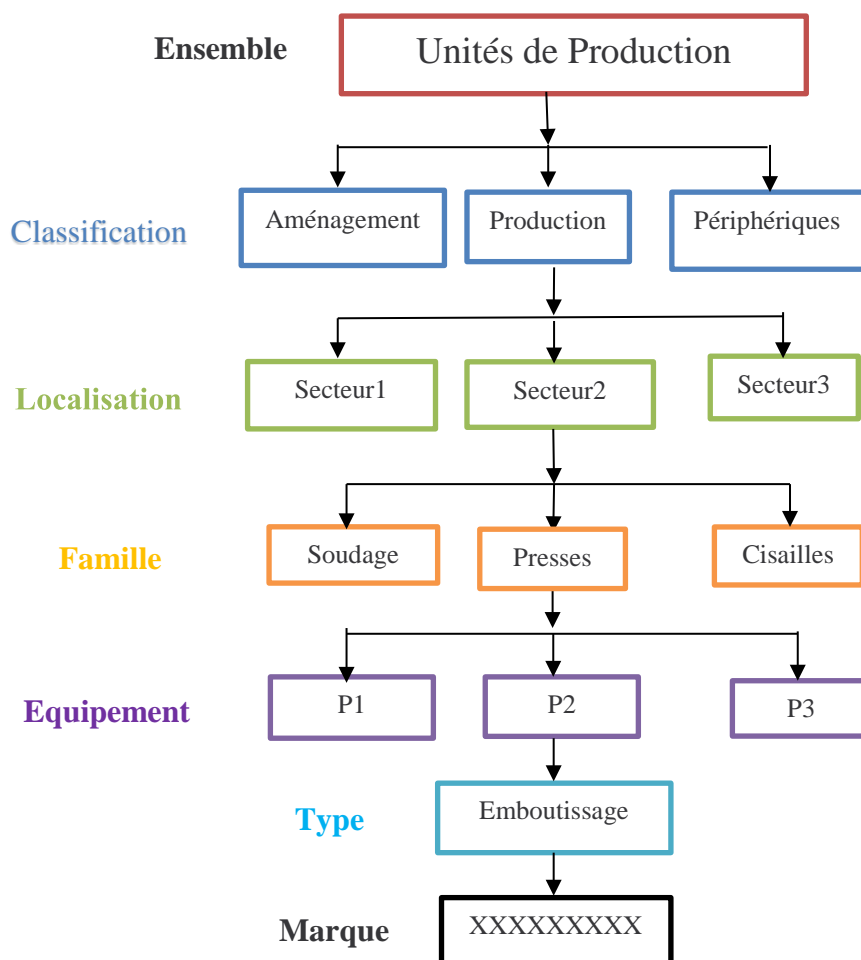 Ensemble
Unités de Production
Classification
Aménagement
Production
Périphériques
Localisation
Secteur1
Secteur2
Secteur3
Famille
Soudage
Presses
Cisailles
Equipement
P1
P2
P3
Type
Emboutissage
Marque
XXXXXXXXX